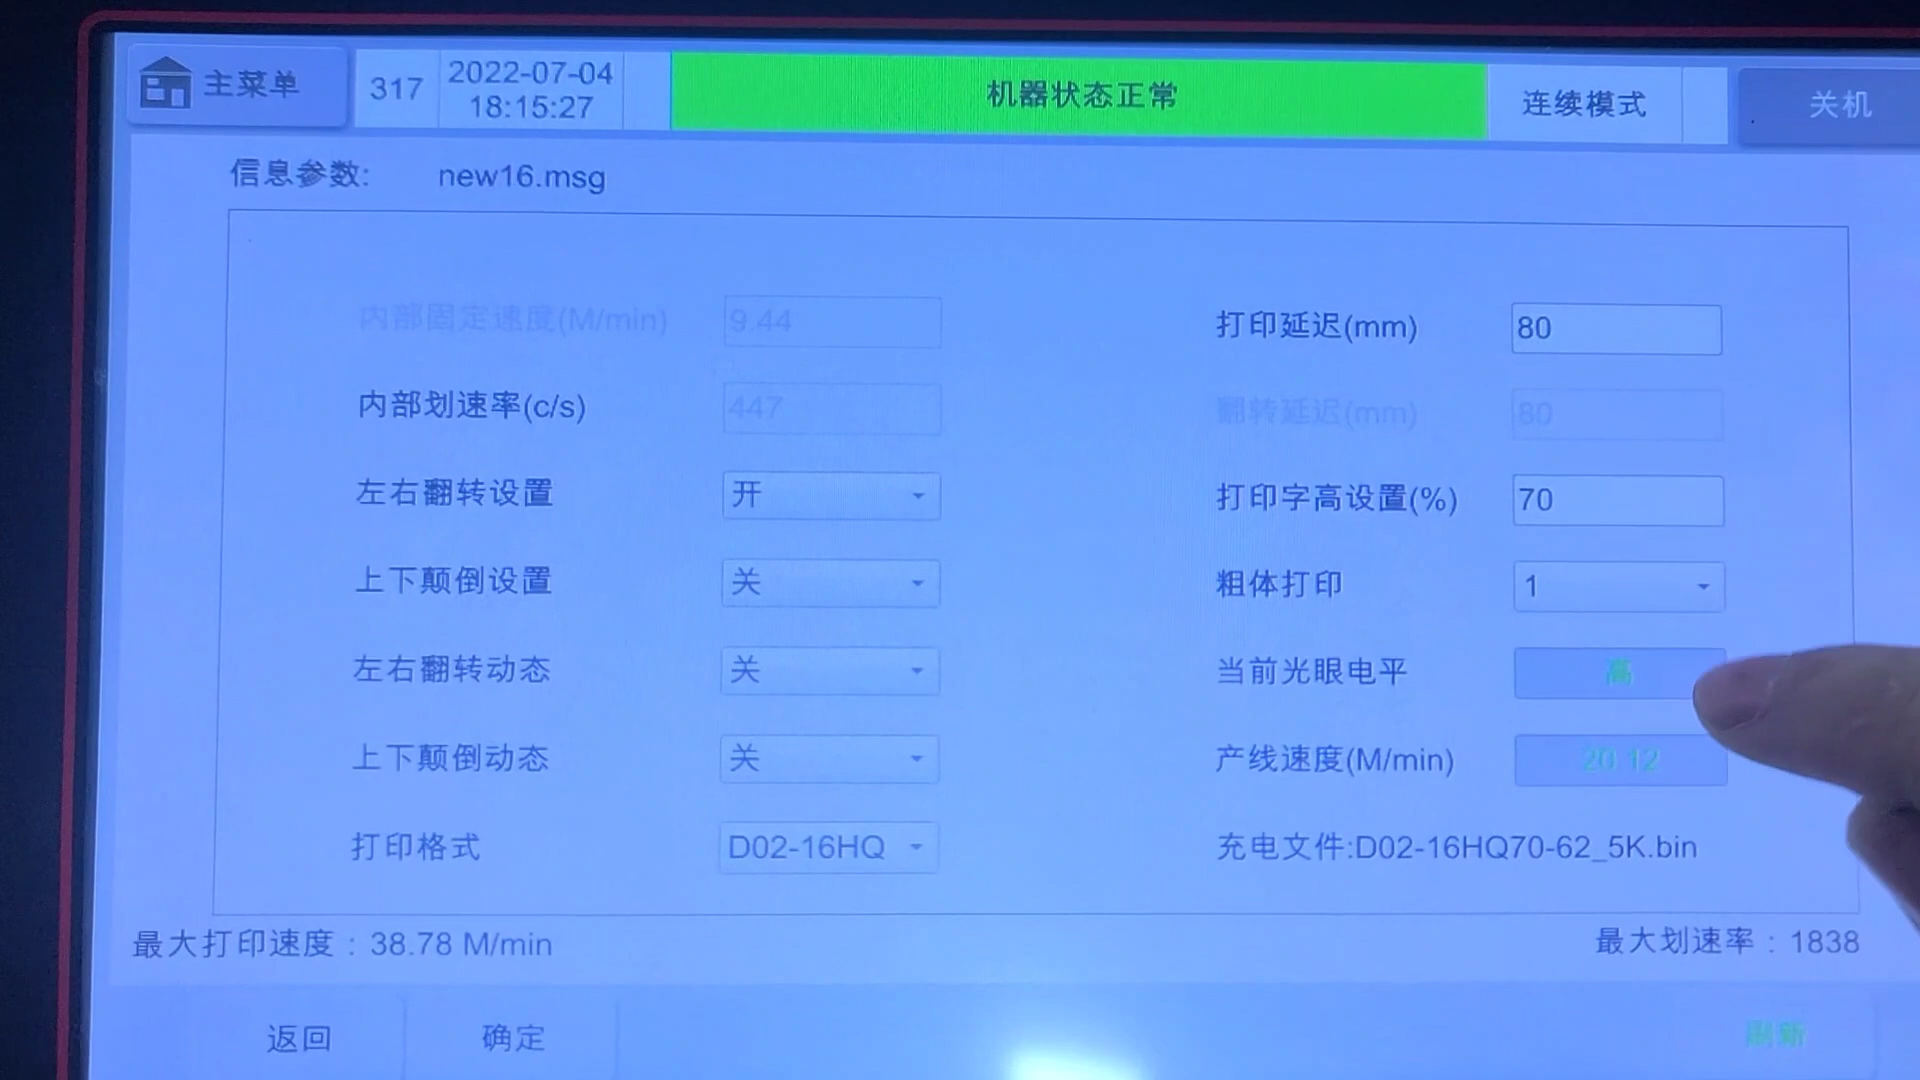 主菜单
317
2022-07-04
18:15:27
机器状态正常
连续模式
关机
信息参数:
new16.msg
内部固定速度(M/min)
9.44
打印延迟(mm)
80
内部划速率(c/s)
447
翻转延迟(mm)
80
左右翻转设置
开
打印字高设置(%)
70
上下颠倒设置
关
粗体打印
1
左右翻转动态
关
当前光眼电平
高
上下颠倒动态
关
产线速度(M/min)
20.12
打印格式
D02-16HQ
充电文件:D02-16HQ70-62_5K.bin
最大打印速度 : 38.78 M/min
最大划速率 : 1838
返回
确定
刷新